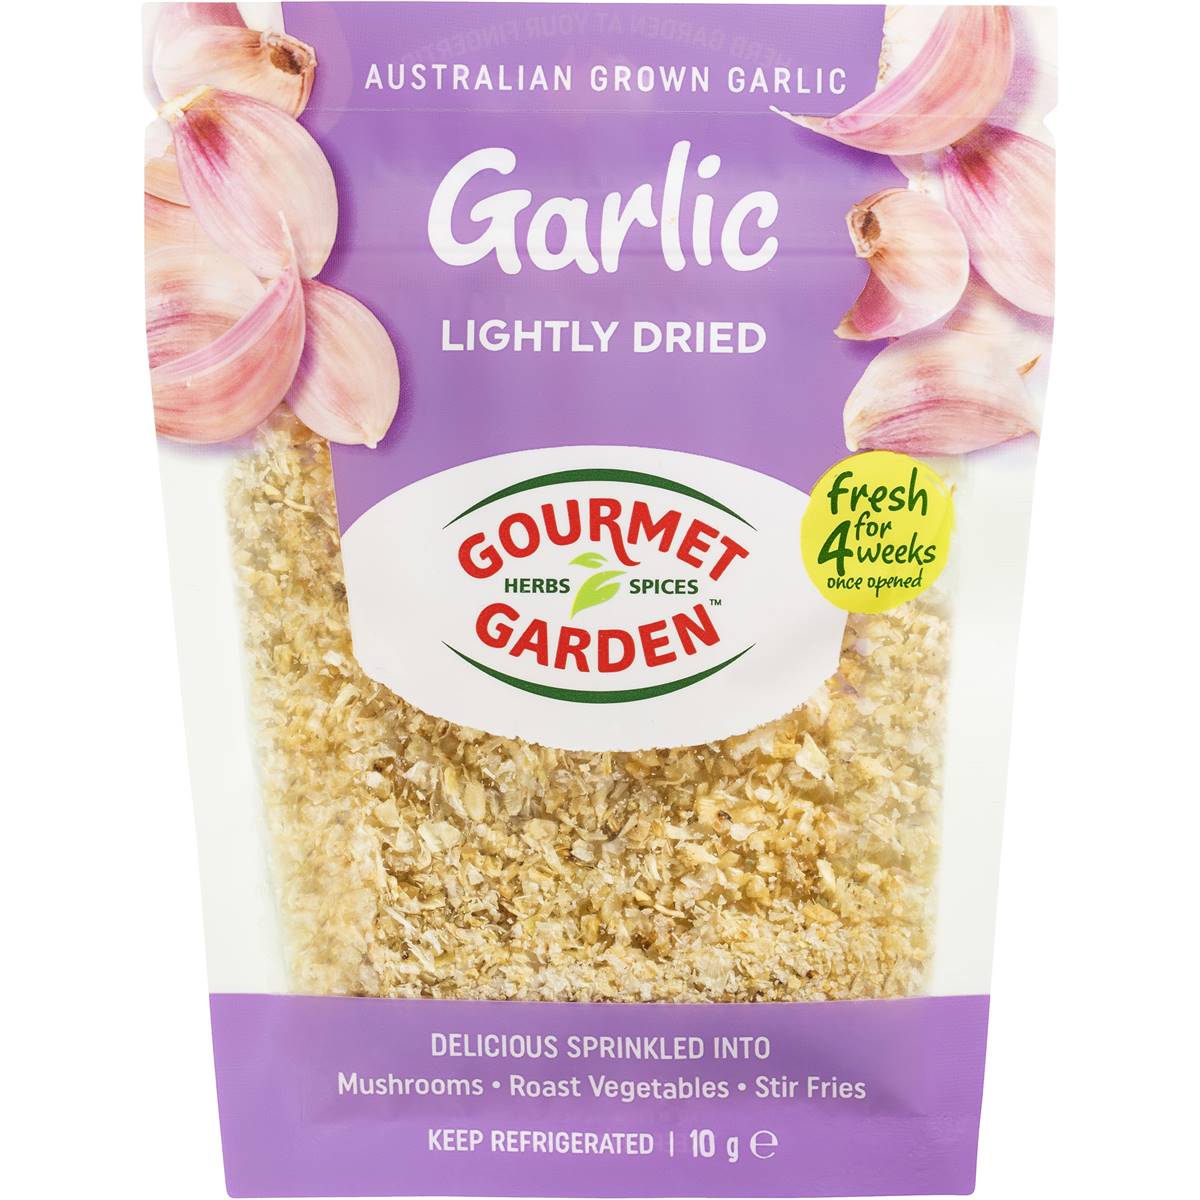 AUSTRALIAN GROWN GARLIC
Garlic
LIGHTLY DRIED
GOURMET
HERBS SPICES
GARDEN™
fresh
for
4 weeks
once opened
DELICIOUS SPRINKLED INTO
Mushrooms • Roast Vegetables • Stir Fries
KEEP REFRIGERATED | 10 g ℮